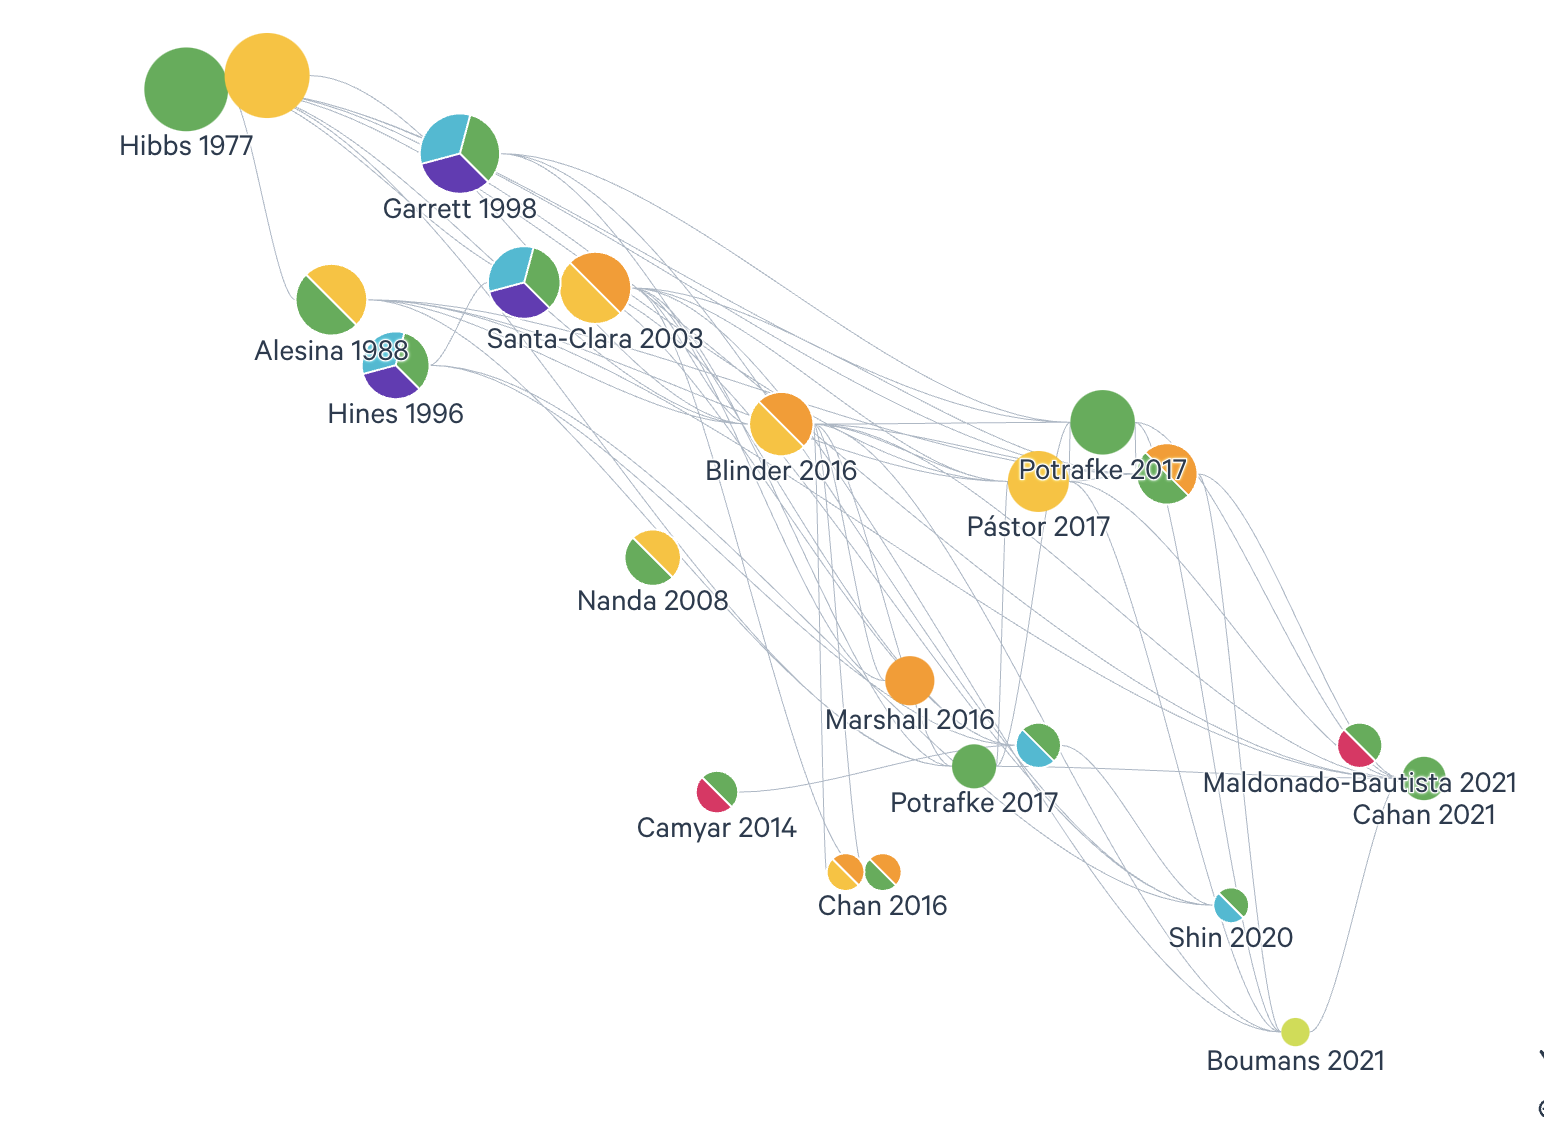 Hibbs 1977
Garrett 1998
Santa-Clara 2003
Alesina 1988
Hines 1996
Blinder 2016
Potrafke 2017
Pástor 2017
Nanda 2008
Marshall 2016
Maldonado-Bautista 2021
Potrafke 2017
Cahan 2021
Camyar 2014
Chan 2016
Shin 2020
Boumans 2021